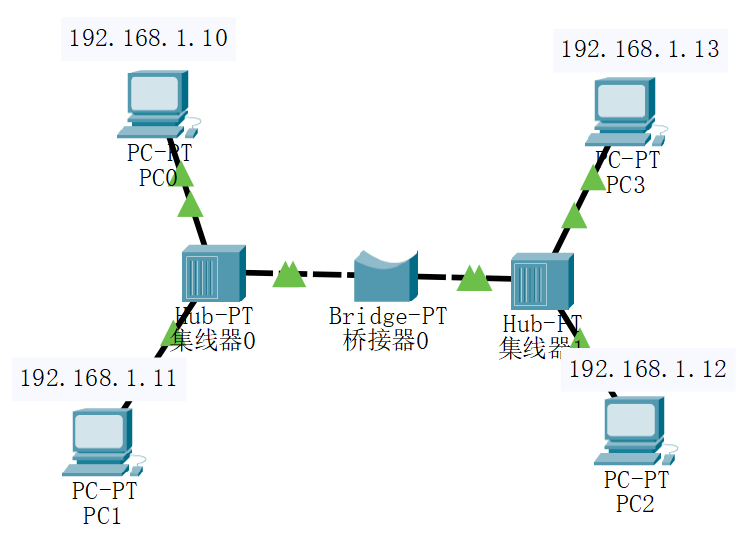 192.168.1.10
192.168.1.13
PC-PT
PC0
PC-PT
PC3
Hub-PT
集线器0
Bridge-PT
桥接器0
Hub-PT
集线器1
192.168.1.11
192.168.1.12
PC-PT
PC1
PC-PT
PC2